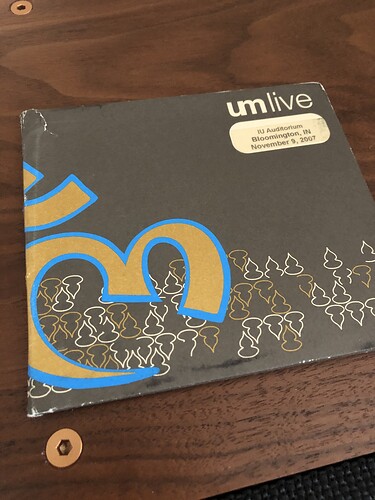 umlive
IU Auditorium
Bloomington, IN
November 9, 2007